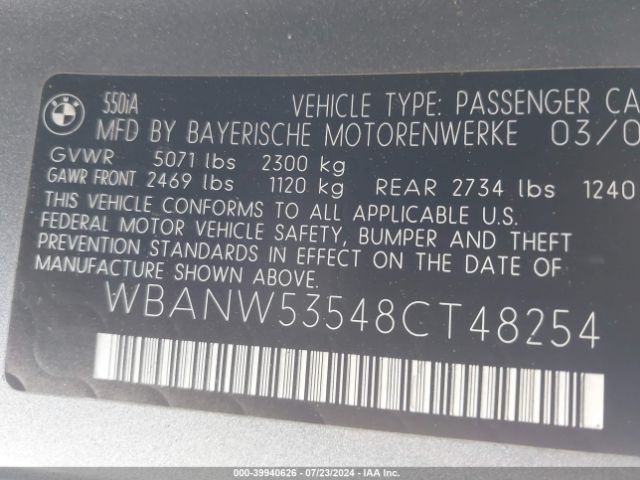 BMW
550iA
VEHICLE TYPE: PASSENGER CA
MFD BY BAYERISCHE MOTORENWERKE 03/0
GVWR 5071 lbs 2300 kg
GAWR FRONT 2469 lbs 1120 kg REAR 2734 lbs 1240
THIS VEHICLE CONFORMS TO ALL APPLICABLE U.S.
FEDERAL MOTOR VEHICLE SAFETY, BUMPER AND THEFT
PREVENTION STANDARDS IN EFFECT ON THE DATE OF
MANUFACTURE SHOWN ABOVE.
WBANW53548CT48254
000-39940626 - 07/23/2024 - IAA Inc.